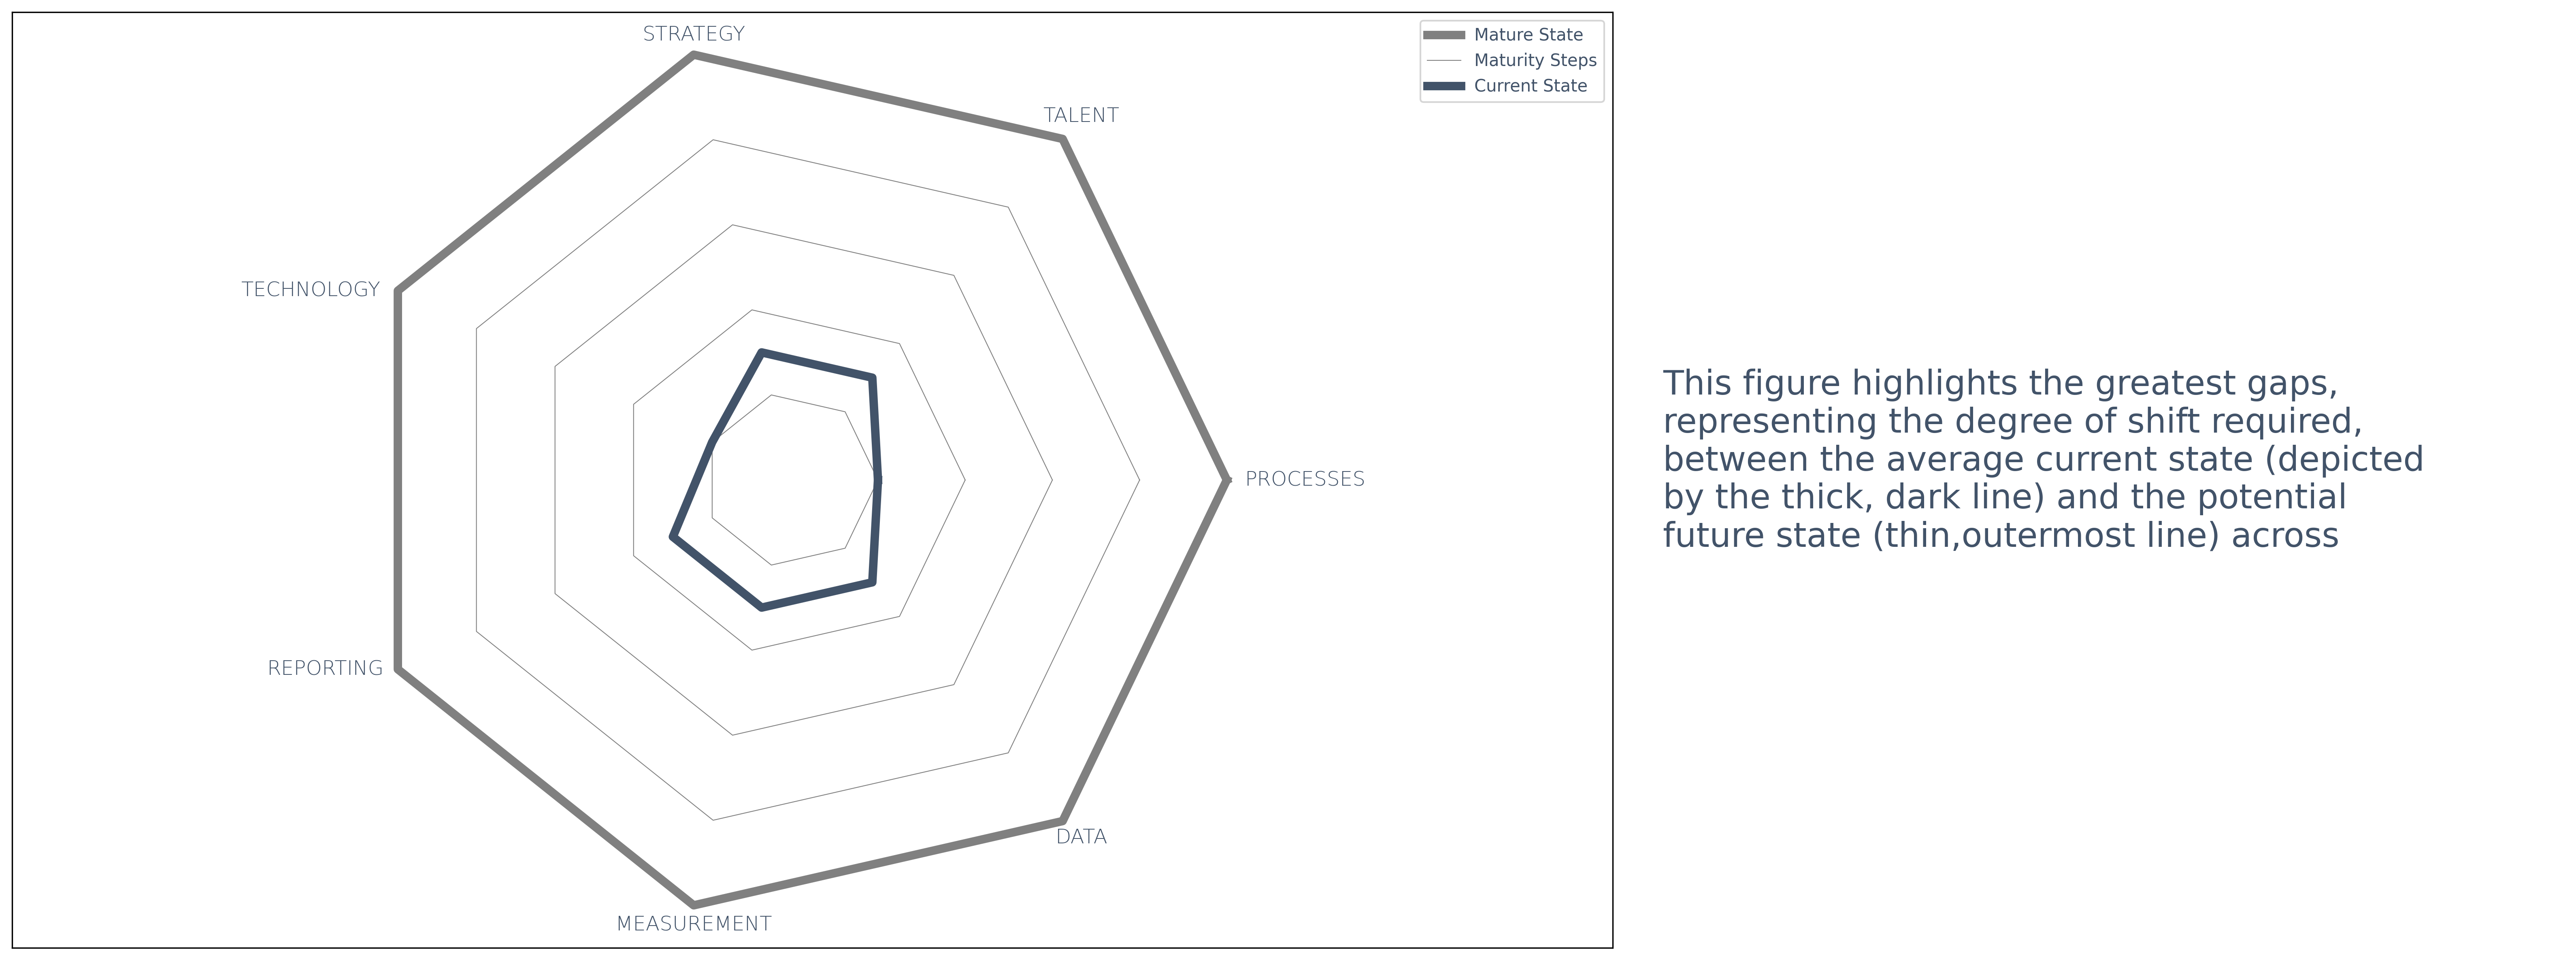 STRATEGY
Mature State
Maturity Steps
Current State
TALENT
TECHNOLOGY
PROCESSES
REPORTING
DATA
MEASUREMENT
This figure highlights the greatest gaps,
representing the degree of shift required,
between the average current state (depicted
by the thick, dark line) and the potential
future state (thin,outermost line) across